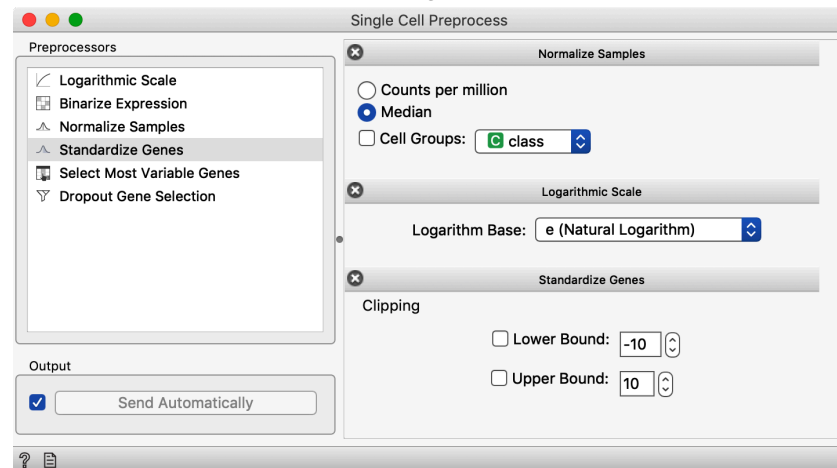 Single Cell Preprocess
Preprocessors
Logarithmic Scale
Binarize Expression
Normalize Samples
Standardize Genes
Select Most Variable Genes
Dropout Gene Selection
Output
Send Automatically
Normalize Samples
Counts per million
Median
Cell Groups: C class
Logarithmic Scale
Logarithm Base: e (Natural Logarithm)
Standardize Genes
Clipping
Lower Bound: -10
Upper Bound: 10
?